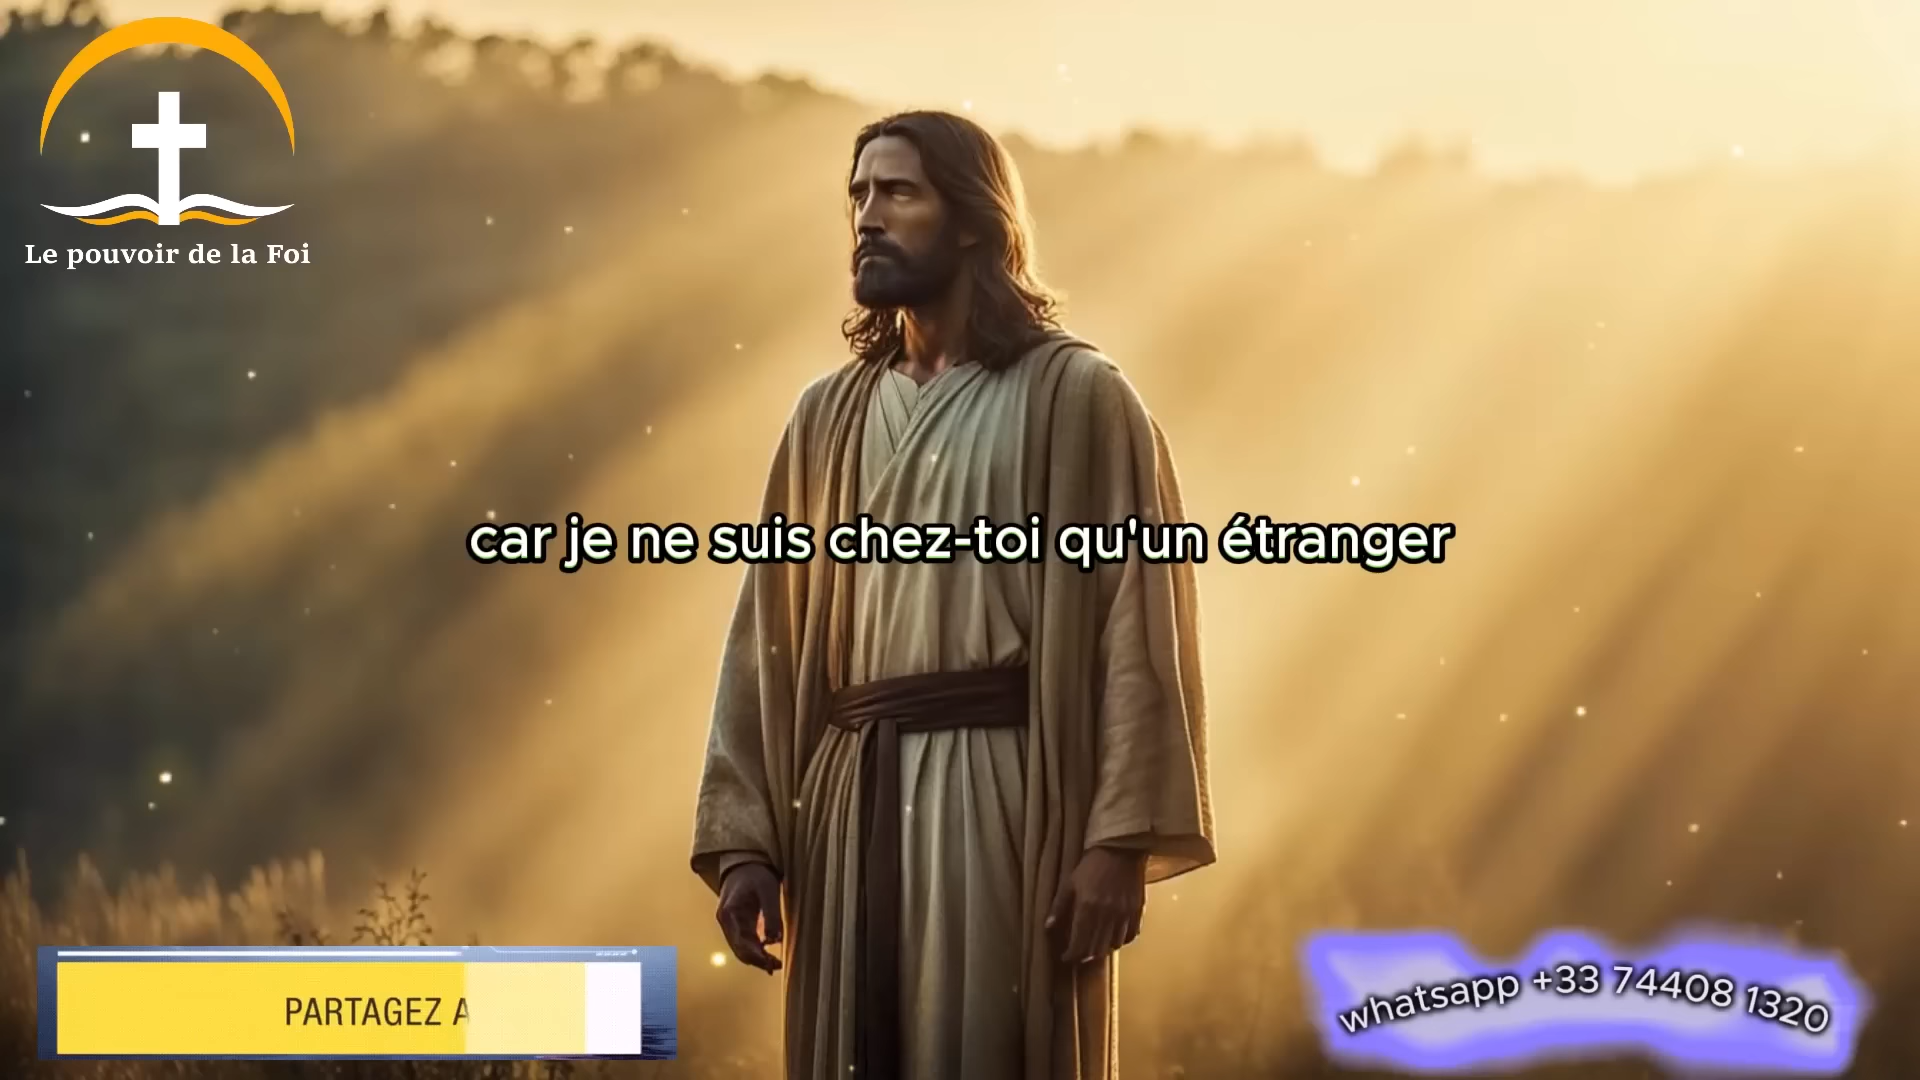 Le pouvoir de la Foi
car je ne suis chez-toi qu'un étranger
PARTAGEZ A
whatsapp +33 74408 1320